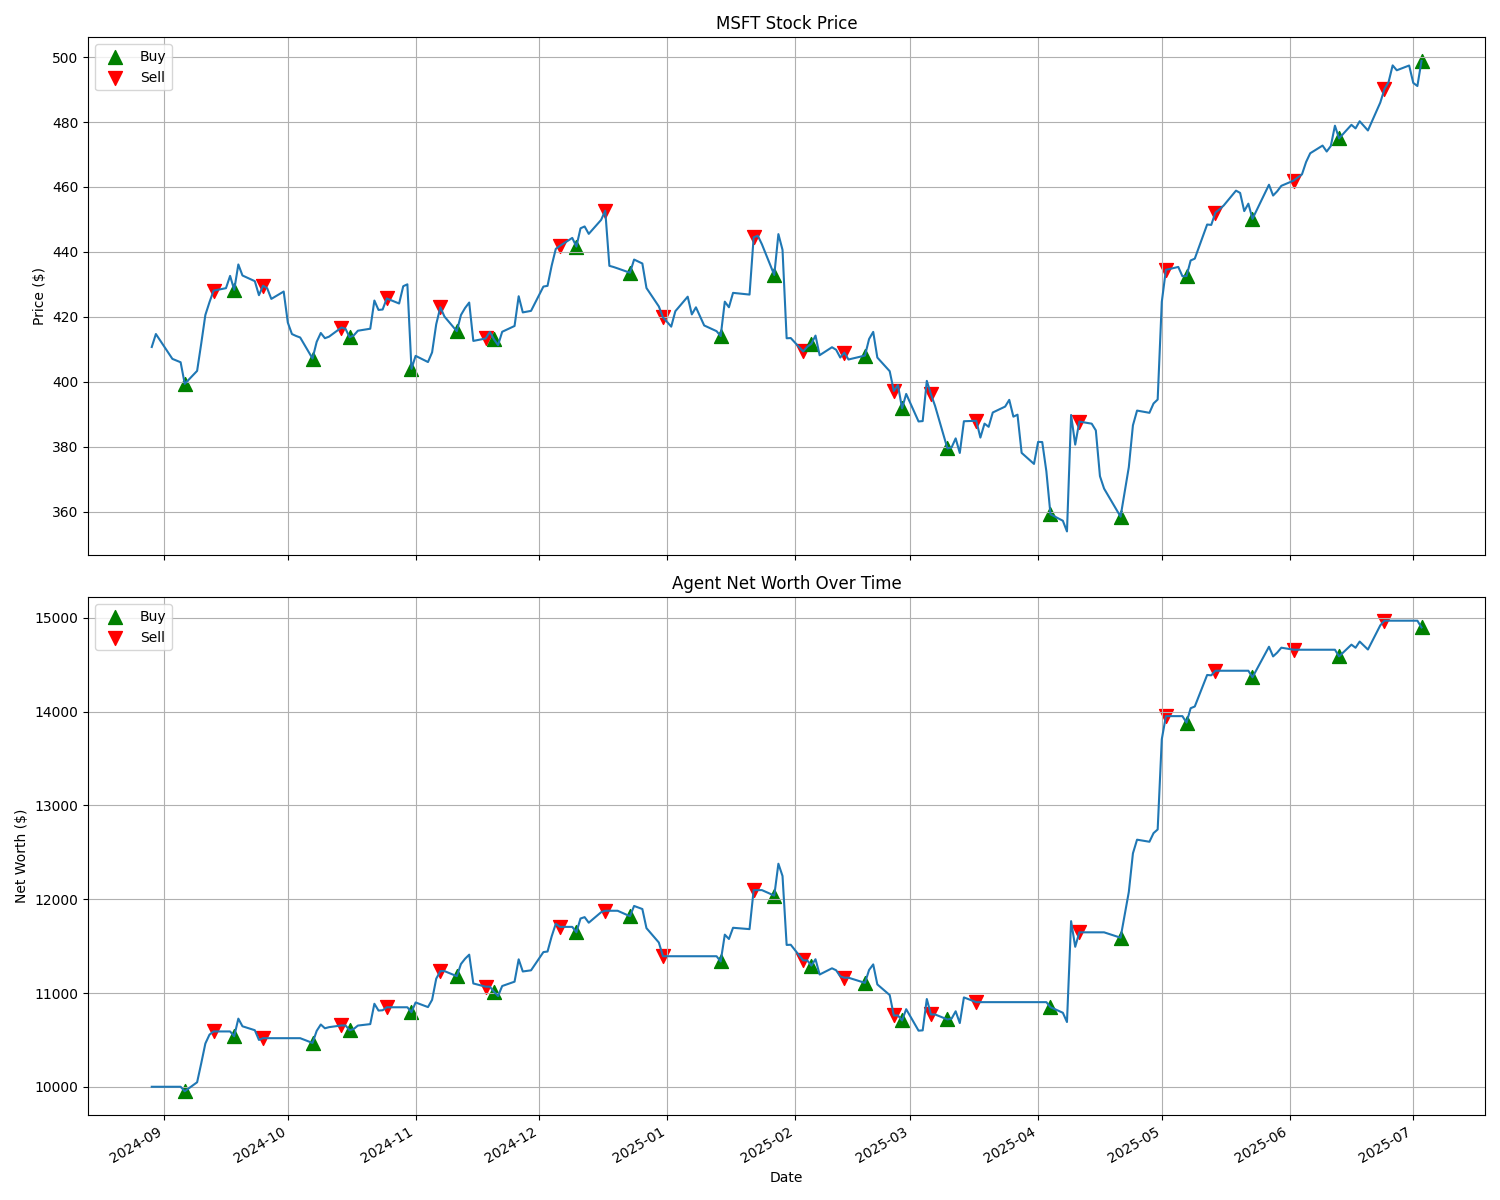 MSFT Stock Price
Buy
Sell
500
480
460
440
420
400
380
360
Price ($)
Agent Net Worth Over Time
Buy
Sell
15000
14000
13000
12000
11000
10000
Net Worth ($)
2024-09
2024-10
2024-11
2024-12
2025-01
2025-02
2025-03
2025-04
2025-05
2025-06
2025-07
Date